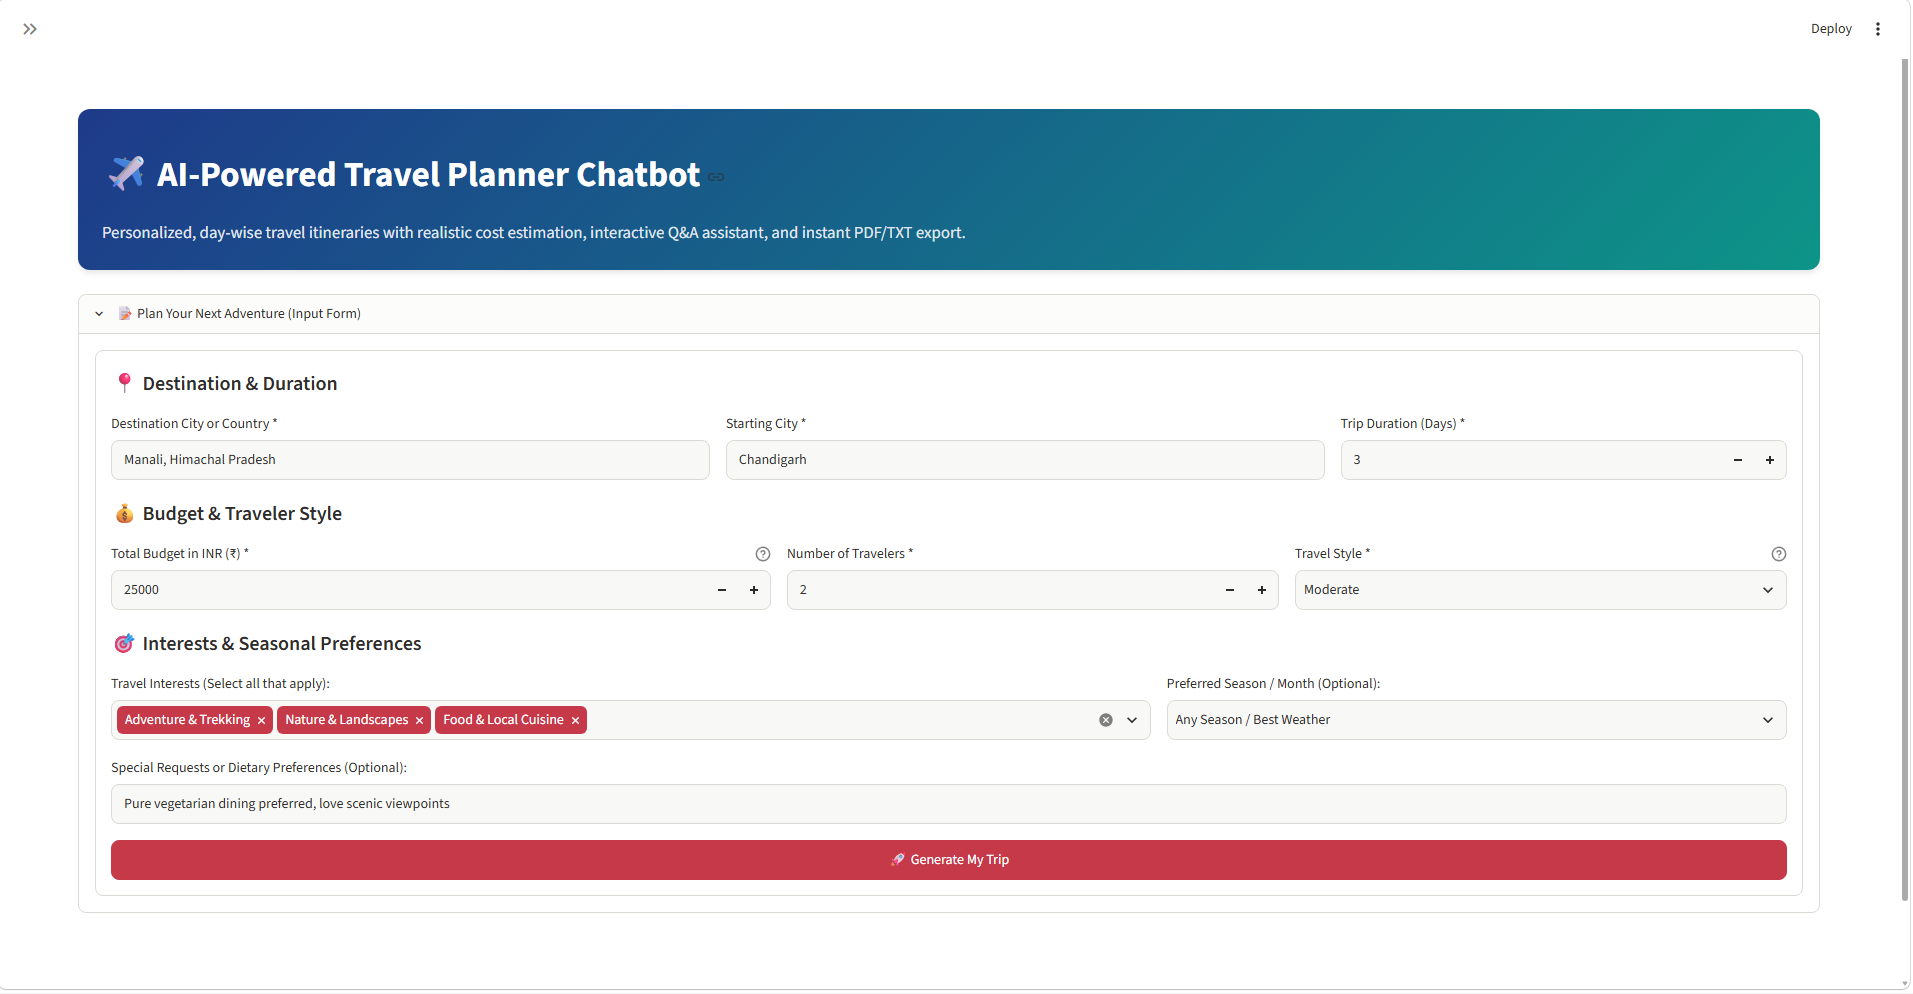 Deploy
AI-Powered Travel Planner Chatbot
Personalized, day-wise travel itineraries with realistic cost estimation, interactive Q&A assistant, and instant PDF/TXT export.
Plan Your Next Adventure (Input Form)
Destination & Duration
Destination City or Country *
Starting City *
Trip Duration (Days) *
Manali, Himachal Pradesh
Chandigarh
3
Budget & Traveler Style
Total Budget in INR (₹) *
Number of Travelers *
Travel Style *
25000
2
Moderate
Interests & Seasonal Preferences
Travel Interests (Select all that apply):
Preferred Season / Month (Optional):
Adventure & Trekking
Nature & Landscapes
Food & Local Cuisine
Any Season / Best Weather
Special Requests or Dietary Preferences (Optional):
Pure vegetarian dining preferred, love scenic viewpoints
Generate My Trip